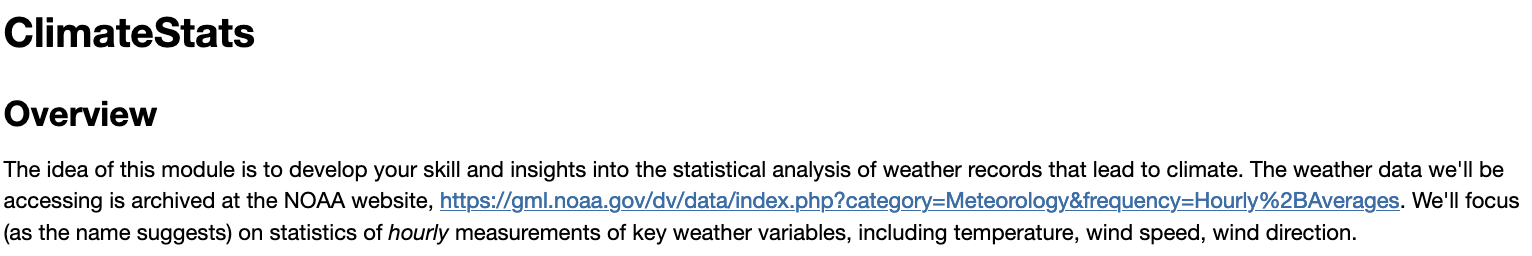 ClimateStats
Overview
The idea of this module is to develop your skill and insights into the statistical analysis of weather records that lead to climate. The weather data we'll be
accessing is archived at the NOAA website, https://gml.noaa.gov/dv/data/index.php?category=Meteorology&frequency=Hourly%2BAverages. We'll focus
(as the name suggests) on statistics of hourly measurements of key weather variables, including temperature, wind speed, wind direction.